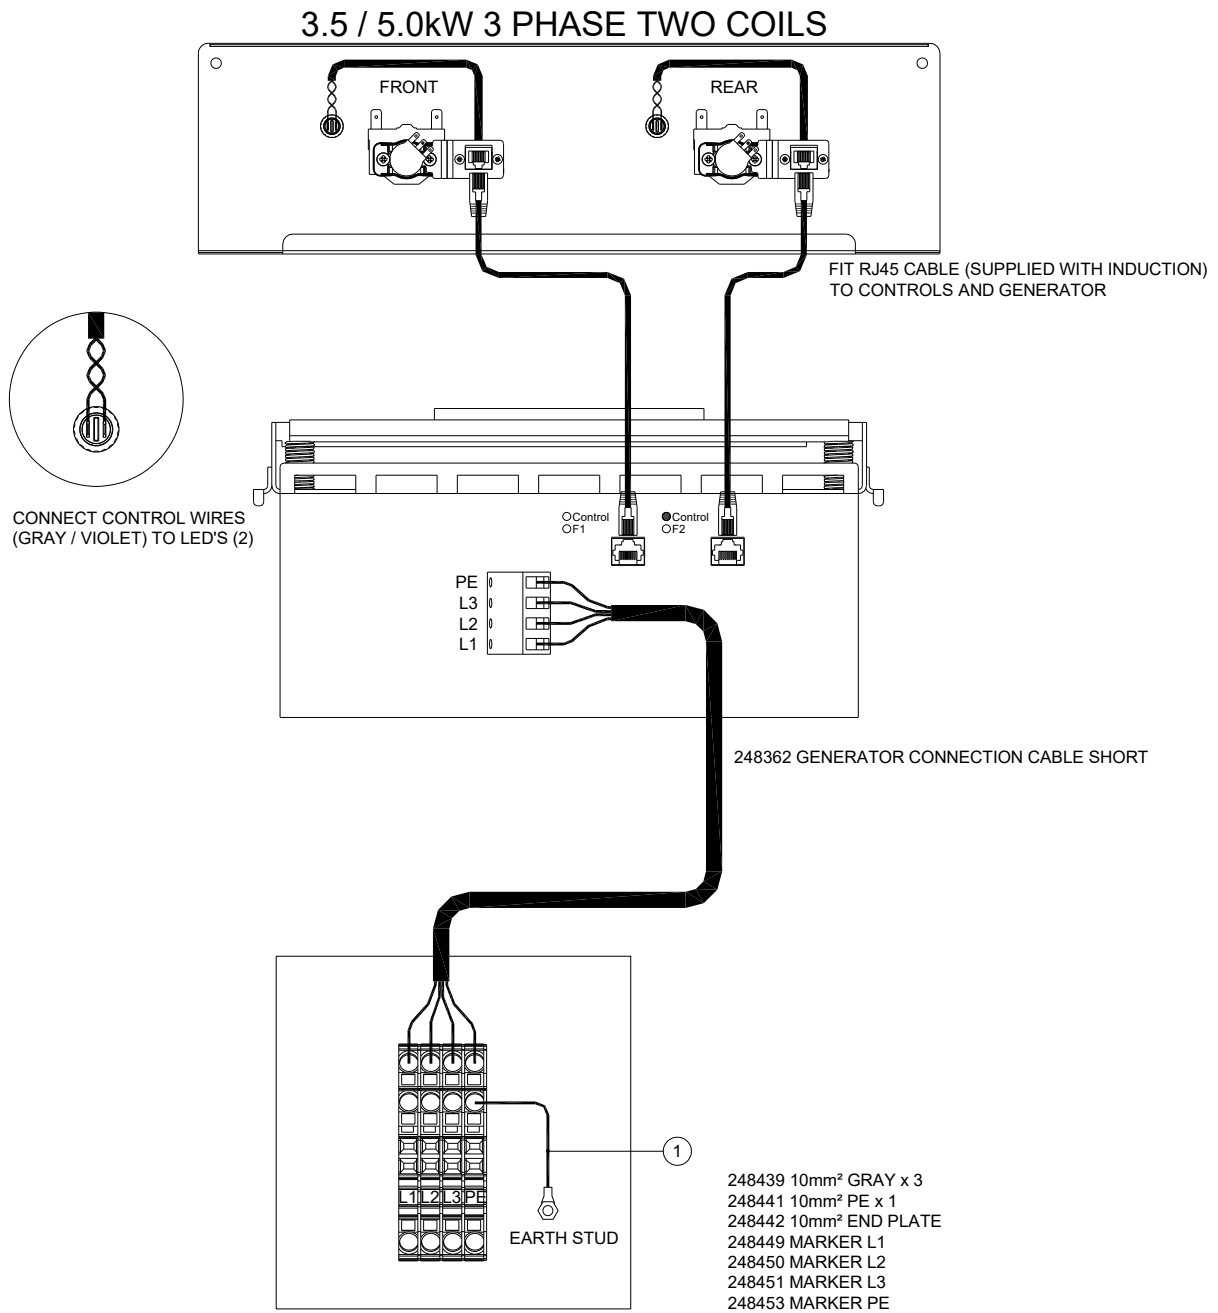 3.5 / 5.0kW 3 PHASE TWO COILS
FRONT
REAR
FIT RJ45 CABLE (SUPPLIED WITH INDUCTION)
TO CONTROLS AND GENERATOR
CONNECT CONTROL WIRES
(GRAY / VIOLET) TO LED'S (2)
Control
F1
Control
F2
PE
L3
L2
L1
248362 GENERATOR CONNECTION CABLE SHORT
1
L1 L2 L3 PE
EARTH STUD
248439 10mm² GRAY x 3
248441 10mm² PE x 1
248442 10mm² END PLATE
248449 MARKER L1
248450 MARKER L2
248451 MARKER L3
248453 MARKER PE